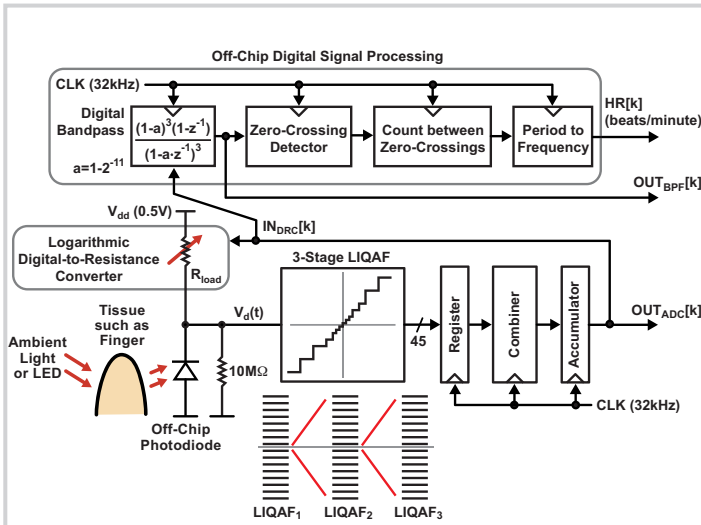 Off-Chip Digital Signal Processing
CLK (32kHz)
Digital
Bandpass
a=1-2^-11
(1-a)^3(1-z^-1)
(1-a·z^-1)^3
Zero-Crossing
Detector
Count between
Zero-Crossings
Period to
Frequency
HR[k]
(beats/minute)
OUT_BPF[k]
V_dd (0.5V)
IN_DRC[k]
Logarithmic
Digital-to-Resistance
Converter
R_load
3-Stage LIQAF
Tissue
such as
Finger
Ambient
Light
or LED
V_d(t)
10MΩ
45
Register
Combiner
Accumulator
OUT_ADC[k]
CLK (32kHz)
Off-Chip
Photodiode
LIQAF_1
LIQAF_2
LIQAF_3